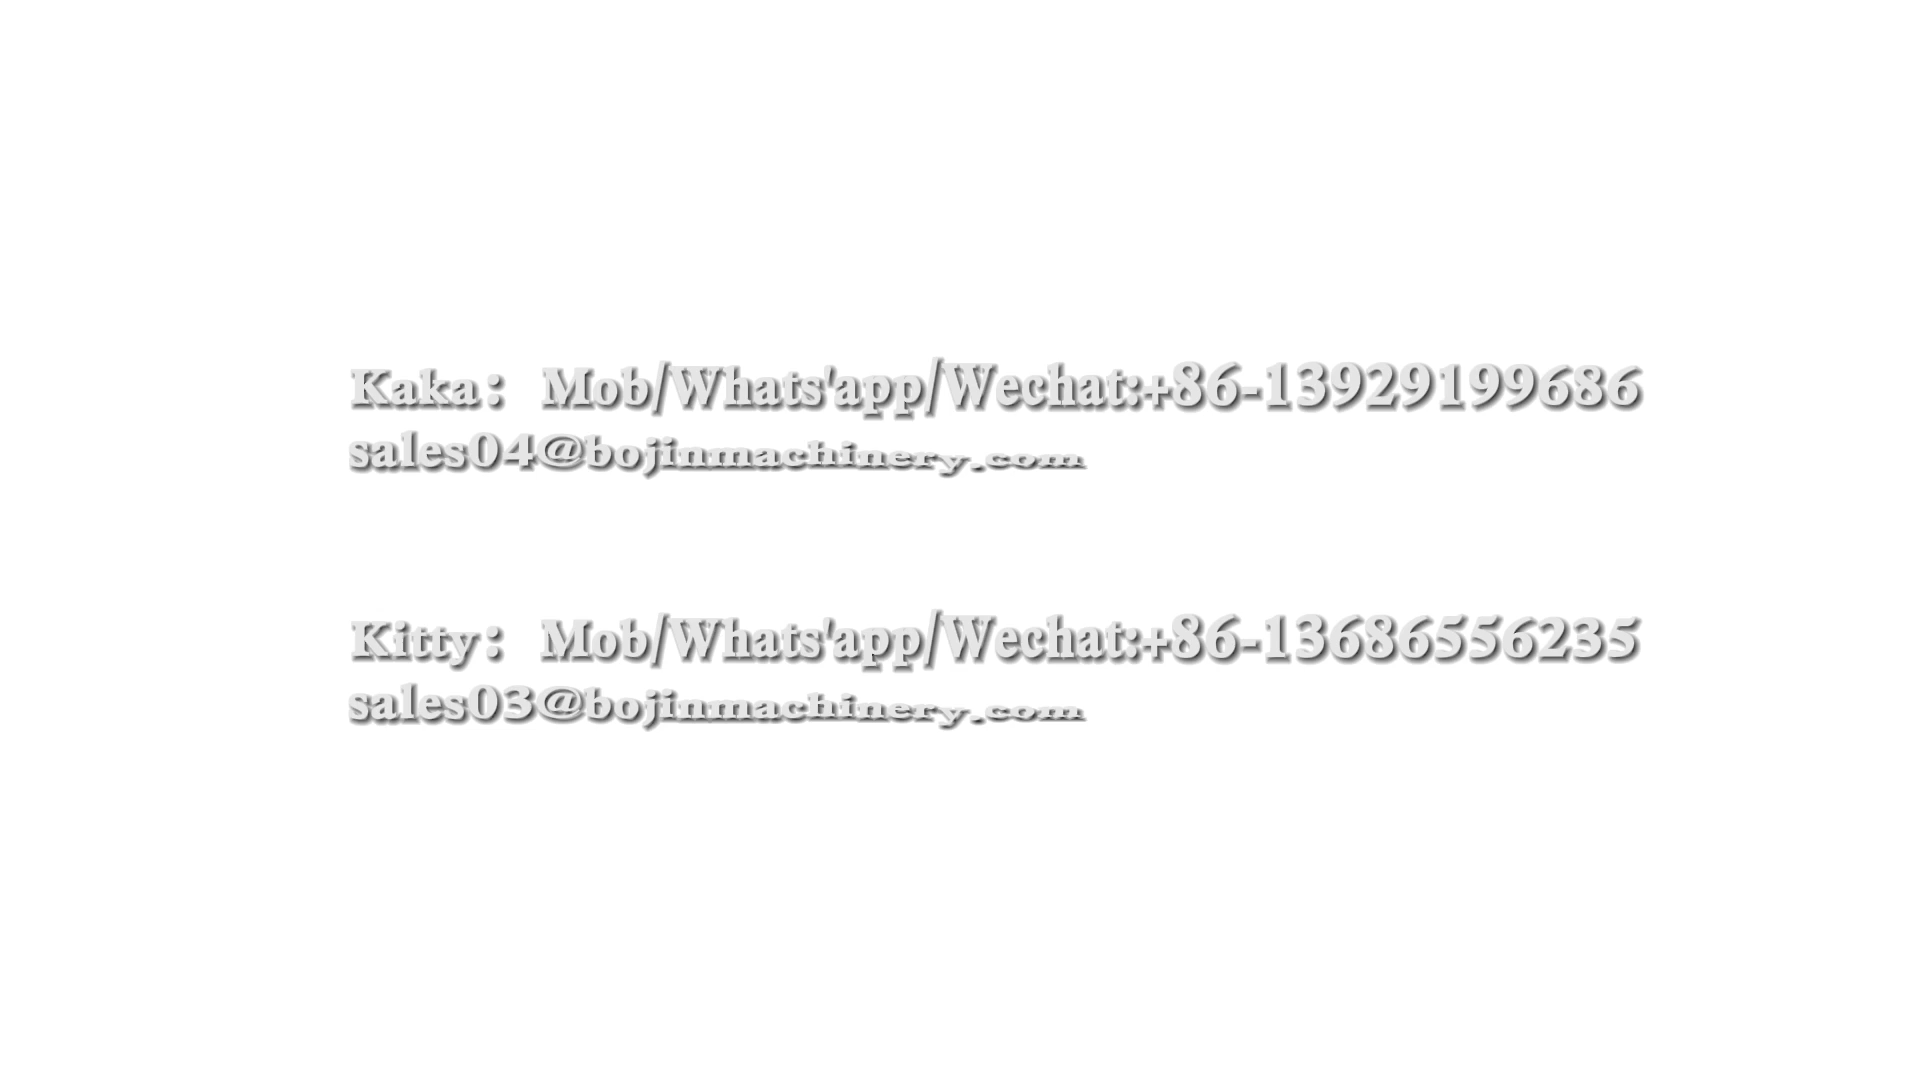 Kaka：Mob/Whats'app/Wechat:+86-13929199686
sales04@bojinmachinery.com
Kitty：Mob/Whats'app/Wechat:+86-13686556235
sales03@bojinmachinery.com